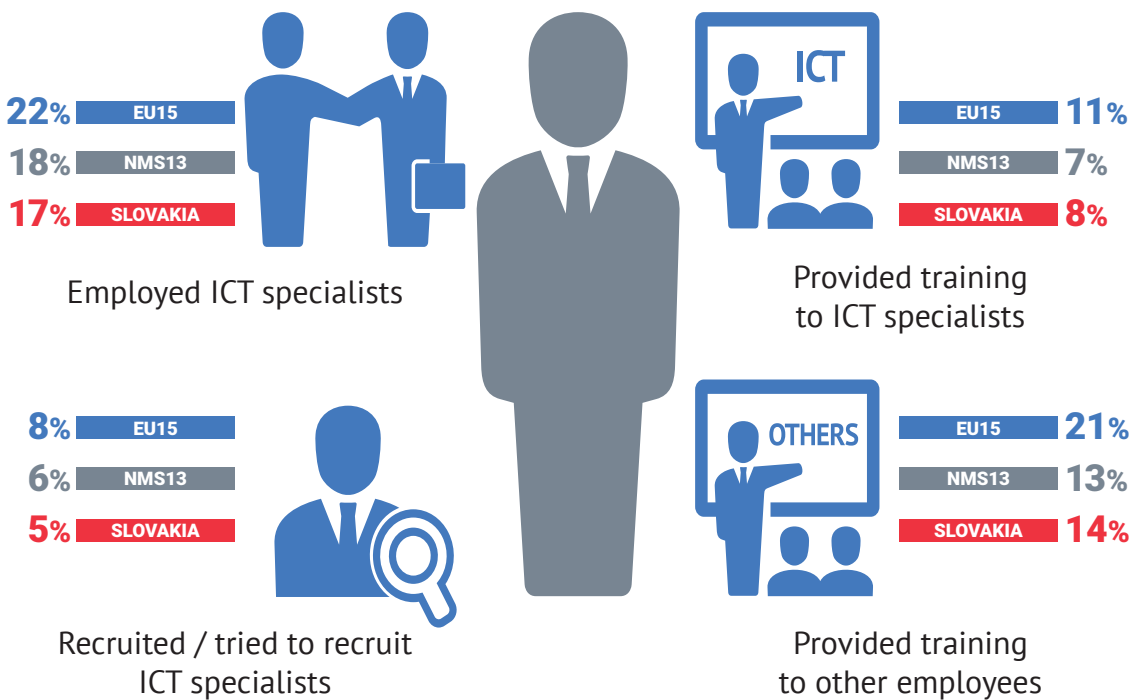 22% EU15
18% NMS13
17% SLOVAKIA
Employed ICT specialists
ICT
EU15 11%
NMS13 7%
SLOVAKIA 8%
Provided training
to ICT specialists
8% EU15
6% NMS13
5% SLOVAKIA
Recruited / tried to recruit
ICT specialists
OTHERS
EU15 21%
NMS13 13%
SLOVAKIA 14%
Provided training
to other employees